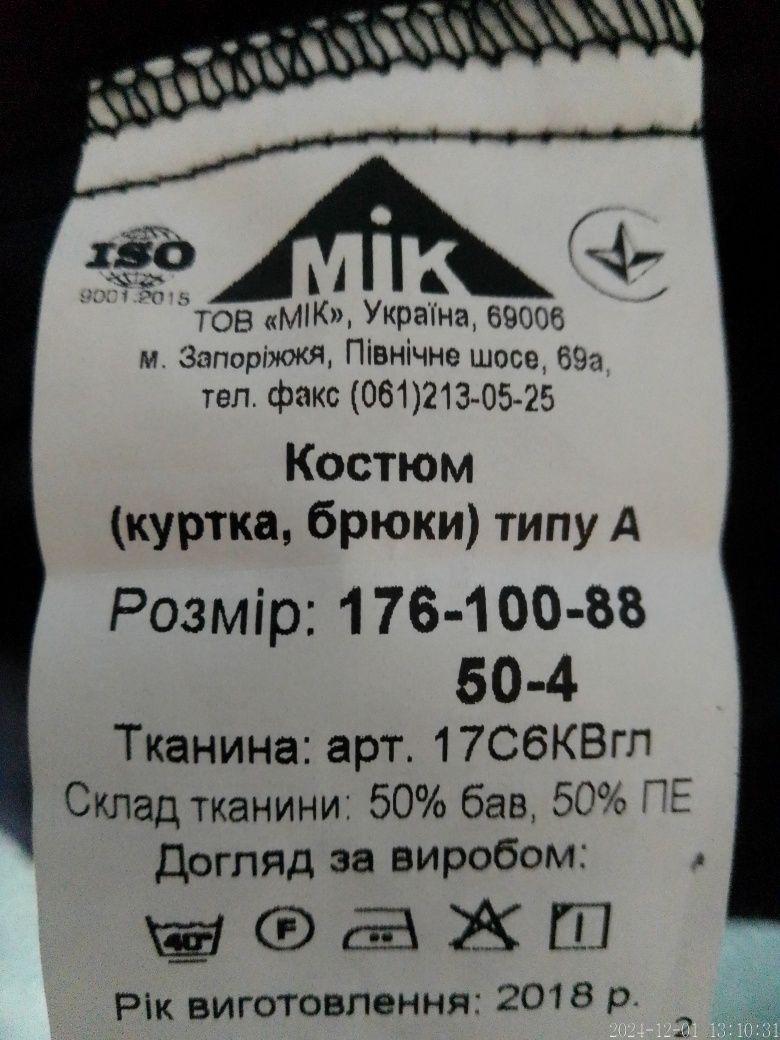 ISO
9001:2015
МіК
ТОВ «МІК», Україна, 69006
м. Запоріжжя, Північне шосе, 69а,
тел. факс (061)213-05-25
Костюм
(куртка, брюки) типу А
Розмір: 176-100-88
50-4
Тканина: арт. 17С6КВгл
Склад тканини: 50% бав, 50% ПЕ
Догляд за виробом:
40° F
Рік виготовлення: 2018 р.
2024-12-01 13:10:31